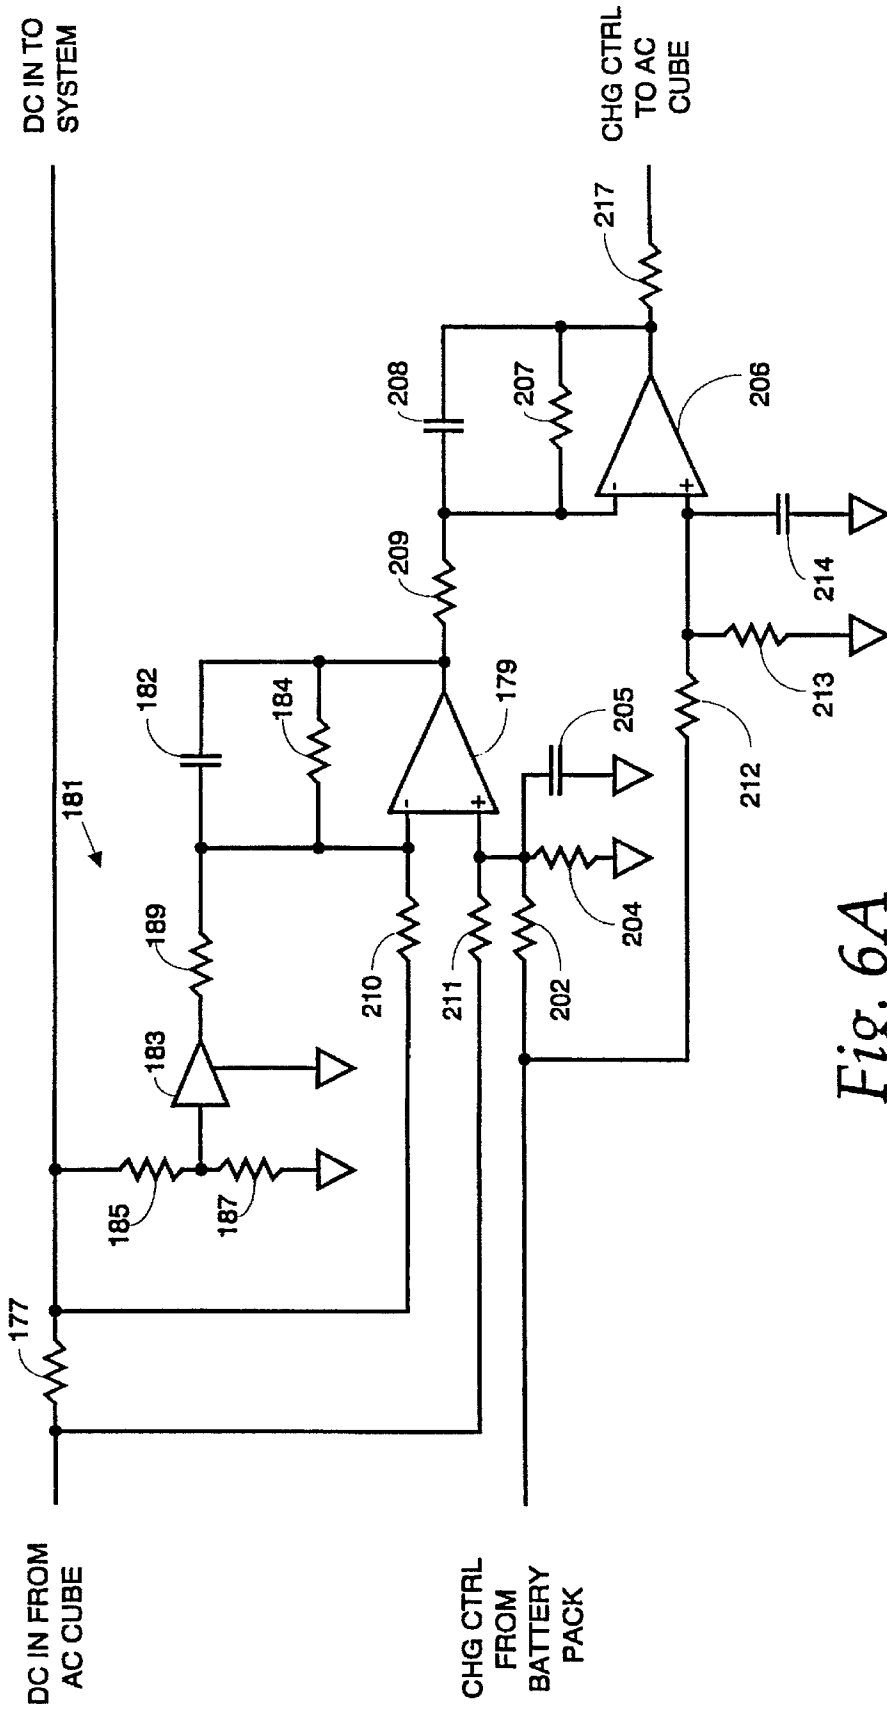 DC IN TO
SYSTEM
CHG CTRL
TO AC
CUBE
217
208
207
206
209
214
213
212
182
184
179
205
181
189
183
210
211
202
204
185
187
177
+
-
+
-
DC IN FROM
AC CUBE
CHG CTRL
FROM
BATTERY
PACK
Fig. 6A